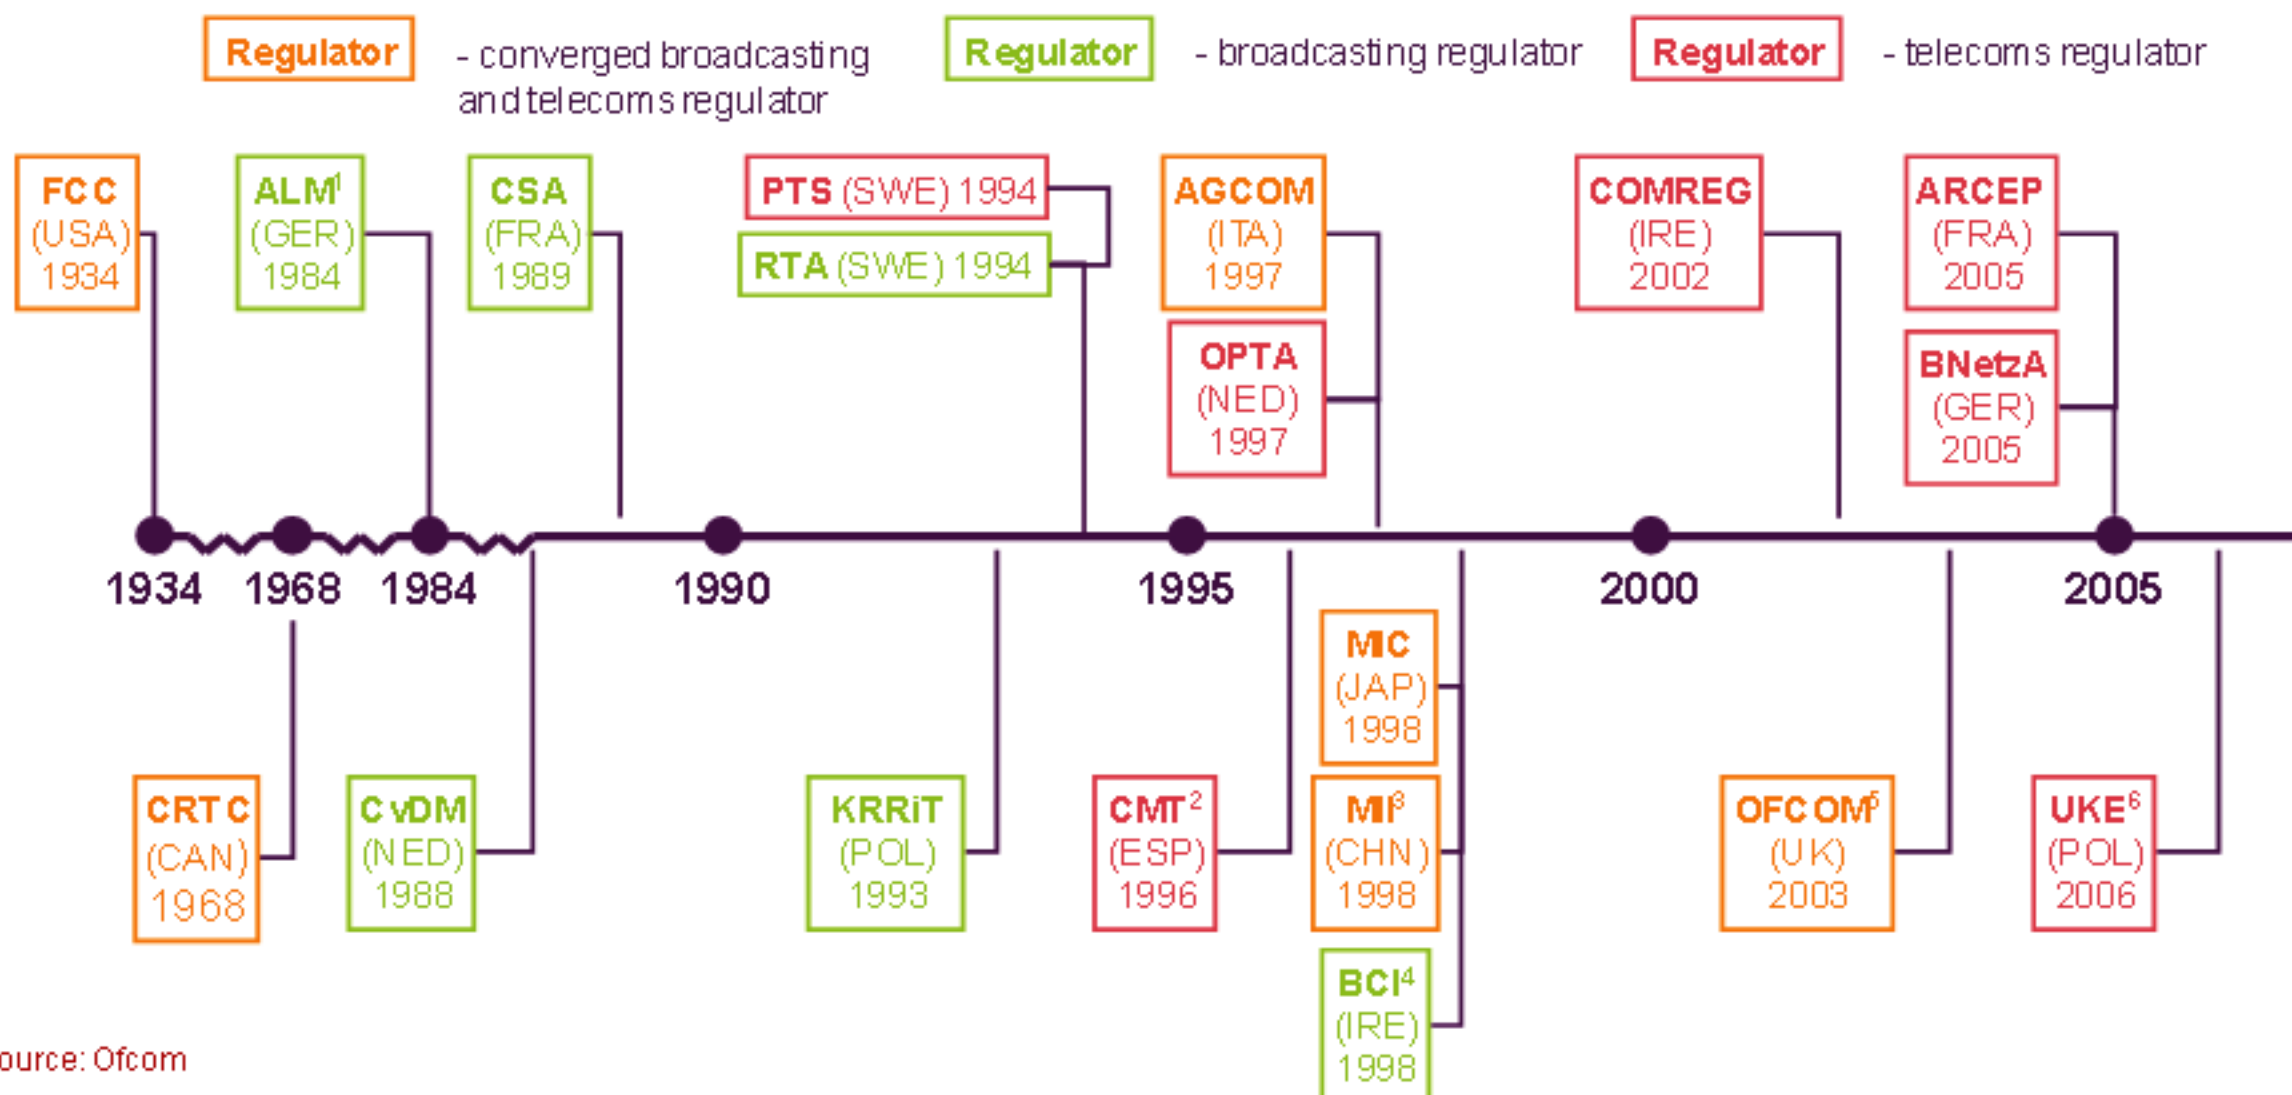 Regulator - converged broadcasting
and telecoms regulator
Regulator - broadcasting regulator
Regulator - telecoms regulator
FCC
(USA)
1934
ALM¹
(GER)
1984
CSA
(FRA)
1989
PTS (SWE) 1994
RTA (SWE) 1994
AGCOM
(ITA)
1997
OPTA
(NED)
1997
COMREG
(IRE)
2002
ARCEP
(FRA)
2005
BNetzA
(GER)
2005
1934 1968 1984 1990 1995 2000 2005
CRTC
(CAN)
1968
CvDM
(NED)
1988
KRRiT
(POL)
1993
CMT²
(ESP)
1996
MIC
(JAP)
1998
MII³
(CHN)
1998
BCI⁴
(IRE)
1998
OFCOM⁵
(UK)
2003
UKE⁶
(POL)
2006
ource: Ofcom